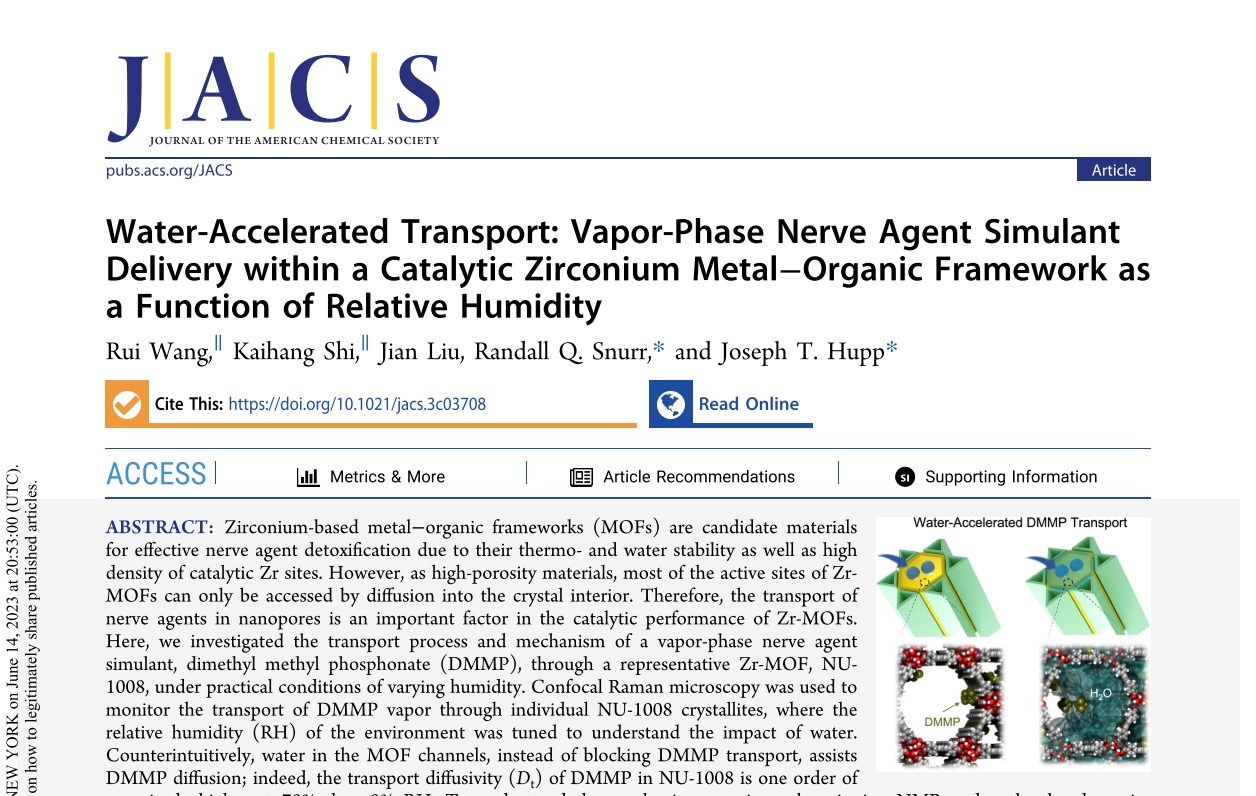 J|A|C|S
JOURNAL OF THE AMERICAN CHEMICAL SOCIETY
pubs.acs.org/JACS
Article
Water-Accelerated Transport: Vapor-Phase Nerve Agent Simulant
Delivery within a Catalytic Zirconium Metal−Organic Framework as
a Function of Relative Humidity
Rui Wang,|| Kaihang Shi,|| Jian Liu, Randall Q. Snurr,* and Joseph T. Hupp*
Cite This: https://doi.org/10.1021/jacs.3c03708
Read Online
ACCESS
Metrics & More
Article Recommendations
SI Supporting Information
ABSTRACT: Zirconium-based metal−organic frameworks (MOFs) are candidate materials
for effective nerve agent detoxification due to their thermo- and water stability as well as high
density of catalytic Zr sites. However, as high-porosity materials, most of the active sites of Zr-
MOFs can only be accessed by diffusion into the crystal interior. Therefore, the transport of
nerve agents in nanopores is an important factor in the catalytic performance of Zr-MOFs.
Here, we investigated the transport process and mechanism of a vapor-phase nerve agent
simulant, dimethyl methyl phosphonate (DMMP), through a representative Zr-MOF, NU-
1008, under practical conditions of varying humidity. Confocal Raman microscopy was used to
monitor the transport of DMMP vapor through individual NU-1008 crystallites, where the
relative humidity (RH) of the environment was tuned to understand the impact of water.
Counterintuitively, water in the MOF channels, instead of blocking DMMP transport, assists
DMMP diffusion; indeed, the transport diffusivity (Dt) of DMMP in NU-1008 is one order of
Water-Accelerated DMMP Transport
DMMP
H2O
NEW YORK on June 14, 2023 at 20:53:00 (UTC).
on how to legitimately share published articles.